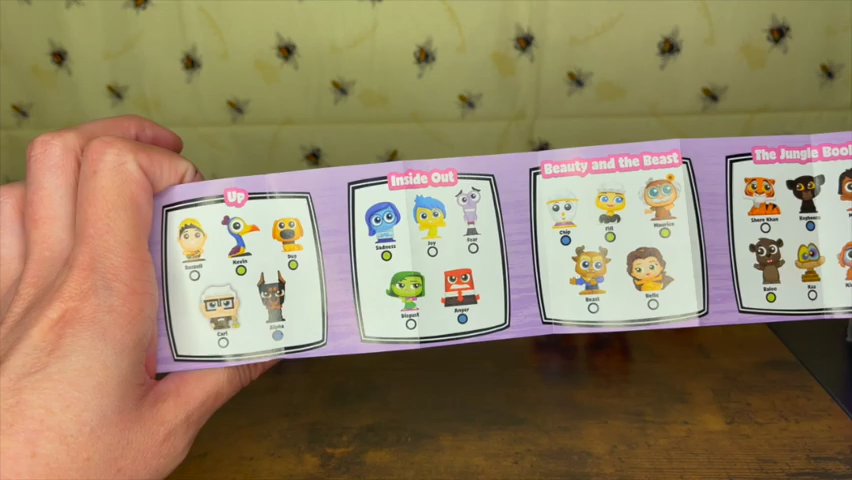 Up
Russell
Kevin
Dug
Carl
Alpha
Inside Out
Sadness
Joy
Fear
Disgust
Anger
Beauty and the Beast
Chip
Fifi
Maurice
Beast
Belle
The Jungle Book
Shere Khan
Baloo
Kaa